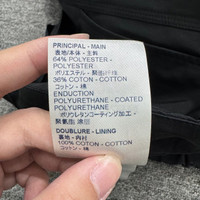 PRINCIPAL - MAIN
表地/本体・主料
64% POLYESTER -
POLYESTER
ポリエステル - 聚酯纤维
36% COTON - COTTON
コットン - 棉
ENDUCTION
POLYURETHANE - COATED
POLYURETHANE
ポリウレタンコーティング加工 -
聚氨酯 涂层
DOUBLURE - LINING
裏地 - 内衬
100% COTON - COTTON
コットン - 棉